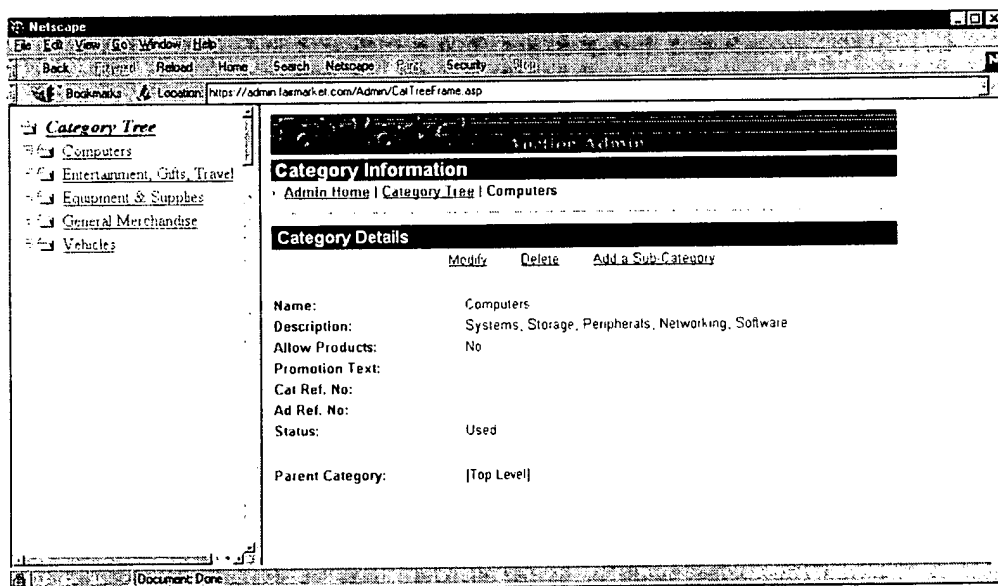 Netscape
File Edit View Go Window Help
Back Forward Reload Home Search Netscape Print Security Stop
Bookmarks Location: https://admin.fairmarket.com/Admin/CatTreeFrame.asp
Category Tree
Computers
Entertainment, Gifts, Travel
Equipment & Supplies
General Merchandise
Vehicles
Auction Admin
Category Information
Admin Home | Category Tree | Computers
Category Details
Modify Delete Add a Sub-Category
Name: Computers
Description: Systems, Storage, Peripherals, Networking, Software
Allow Products: No
Promotion Text:
Cat Ref. No:
Ad Ref. No:
Status: Used
Parent Category: [Top Level]
Document: Done